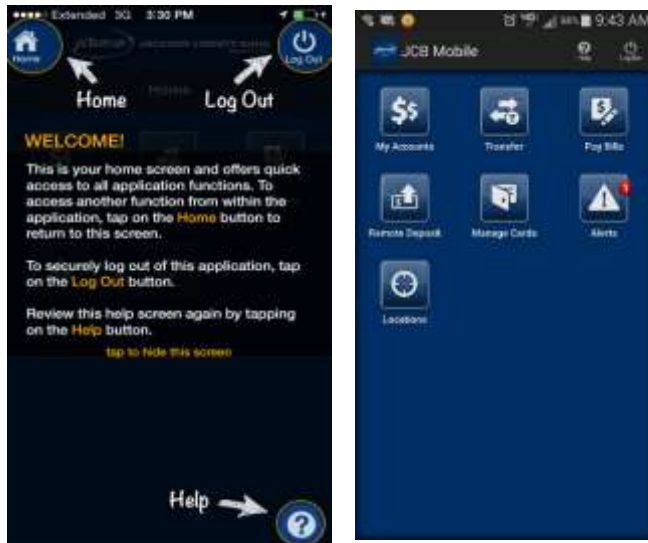 Extended 3G 3:30 PM
Home
Log Out
Home Log Out
Home
WELCOME!
This is your home screen and offers quick
access to all application functions. To
access another function from within the
application, tap on the Home button to
return to this screen.
To securely log out of this application, tap
on the Log Out button.
Review this help screen again by tapping
on the Help button.
tap to hide this screen
Help
?
9:43 AM
JCB Mobile
Help
Log Out
My Accounts
Transfer
Pay Bills
Remote Deposit
Manage Cards
Alerts
Locations